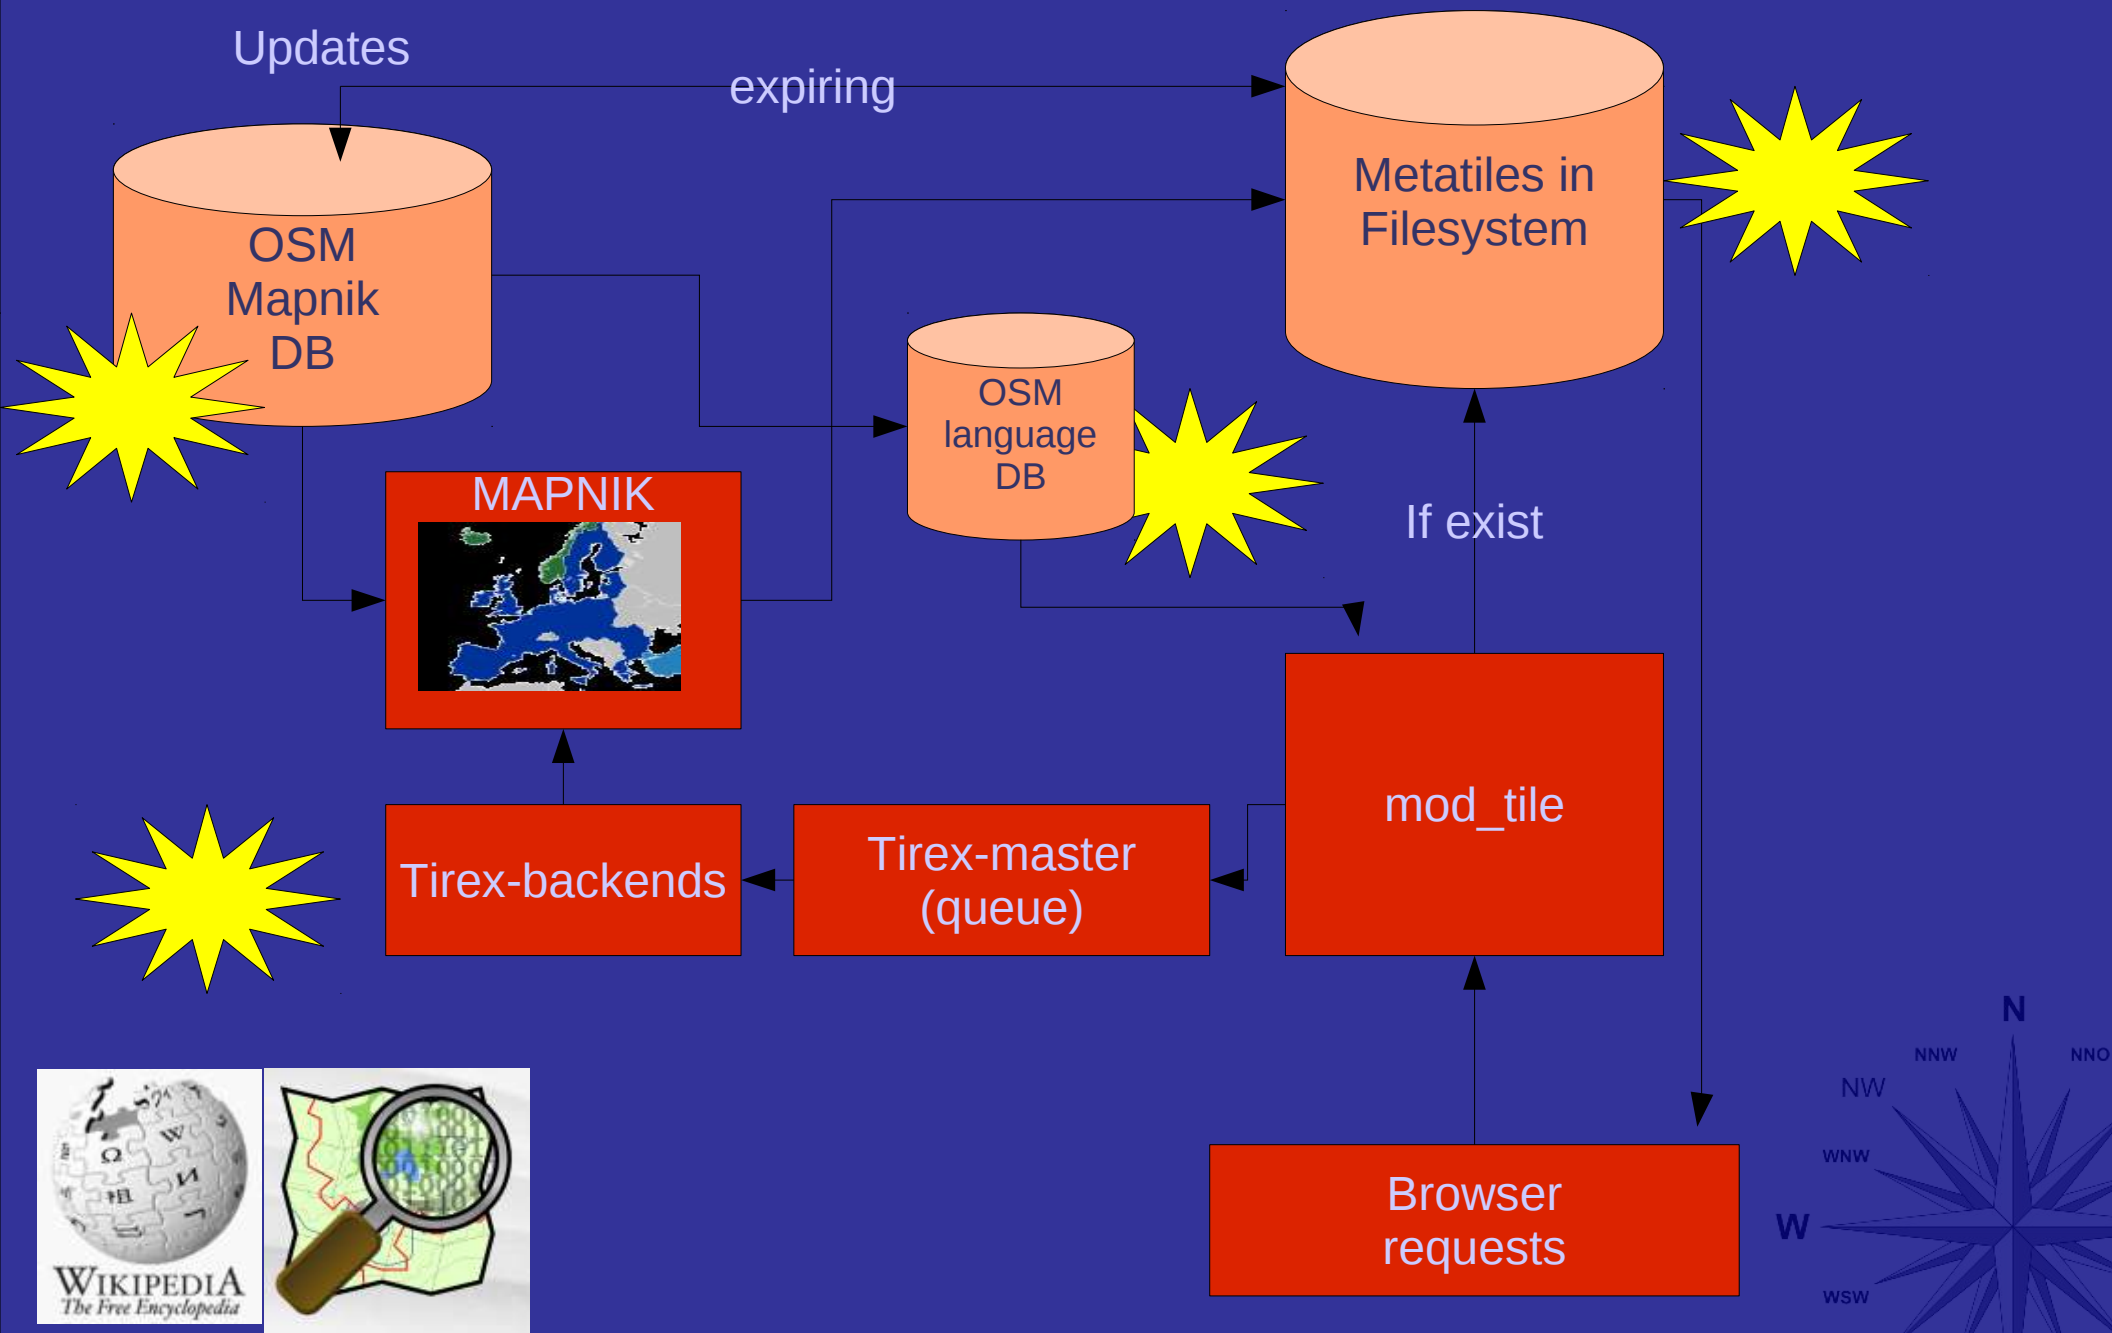 Updates
expiring
Metatiles in
Filesystem
OSM
Mapnik
DB
OSM
language
DB
MAPNIK
If exist
mod_tile
Tirex-backends
Tirex-master
(queue)
Browser
requests
N
NNW
NNO
NW
WNW
W
WSW
WIKIPEDIA
The Free Encyclopedia